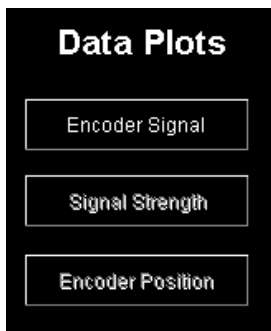 Data Plots
Encoder Signal
Signal Strength
Encoder Position